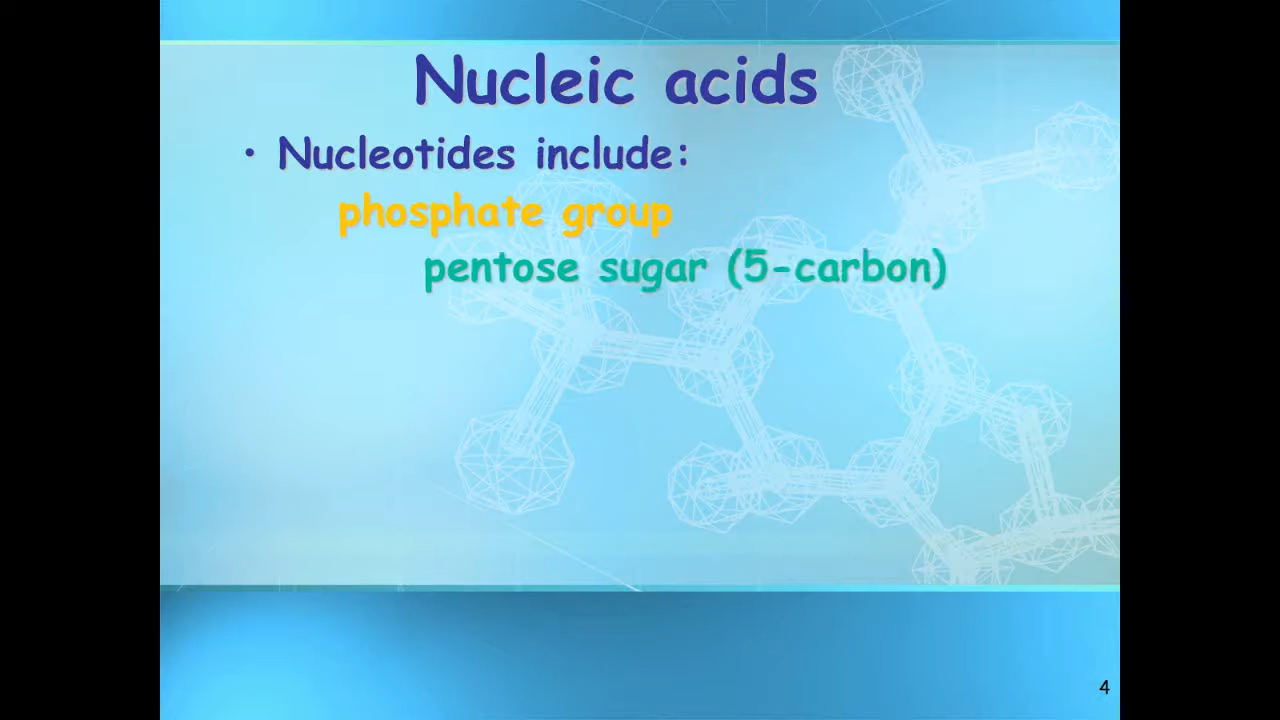 Nucleic acids
• Nucleotides include:
phosphate group
pentose sugar (5-carbon)
4